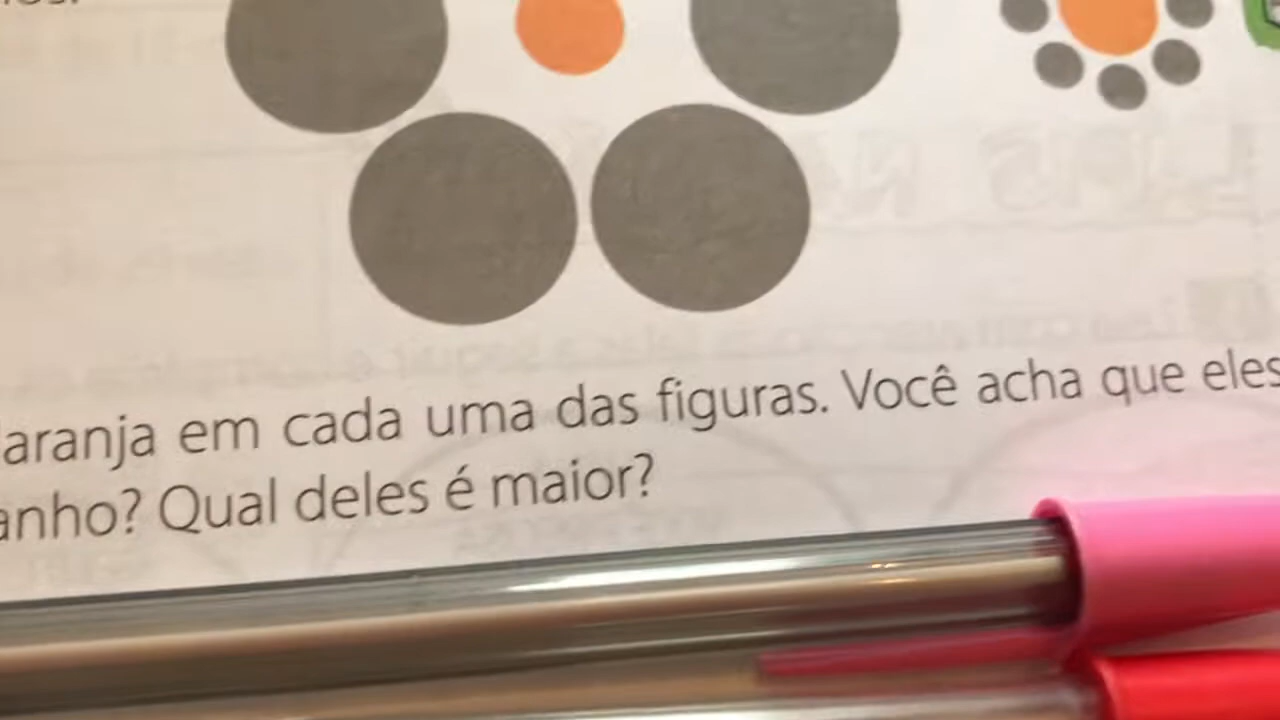 laranja em cada uma das figuras. Você acha que eles
anho? Qual deles é maior?